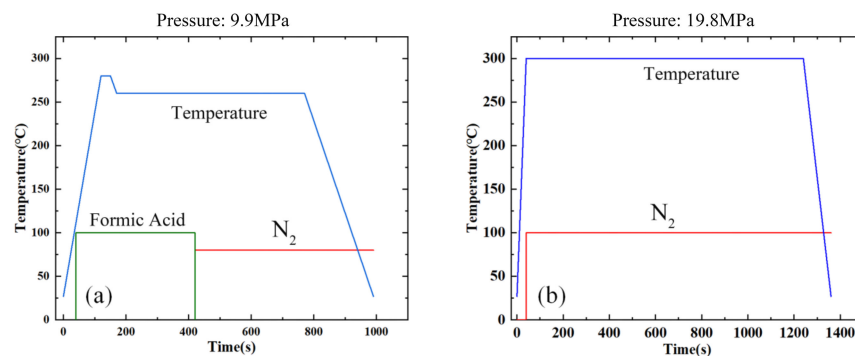 Pressure: 9.9MPa
300
250
200
150
100
50
0
Temperature(℃)
Temperature
Formic Acid
N2
(a)
0 200 400 600 800 1000
Time(s)
Pressure: 19.8MPa
300
250
200
150
100
50
0
Temperature(℃)
Temperature
N2
(b)
0 200 400 600 800 1000 1200 1400
Time(s)